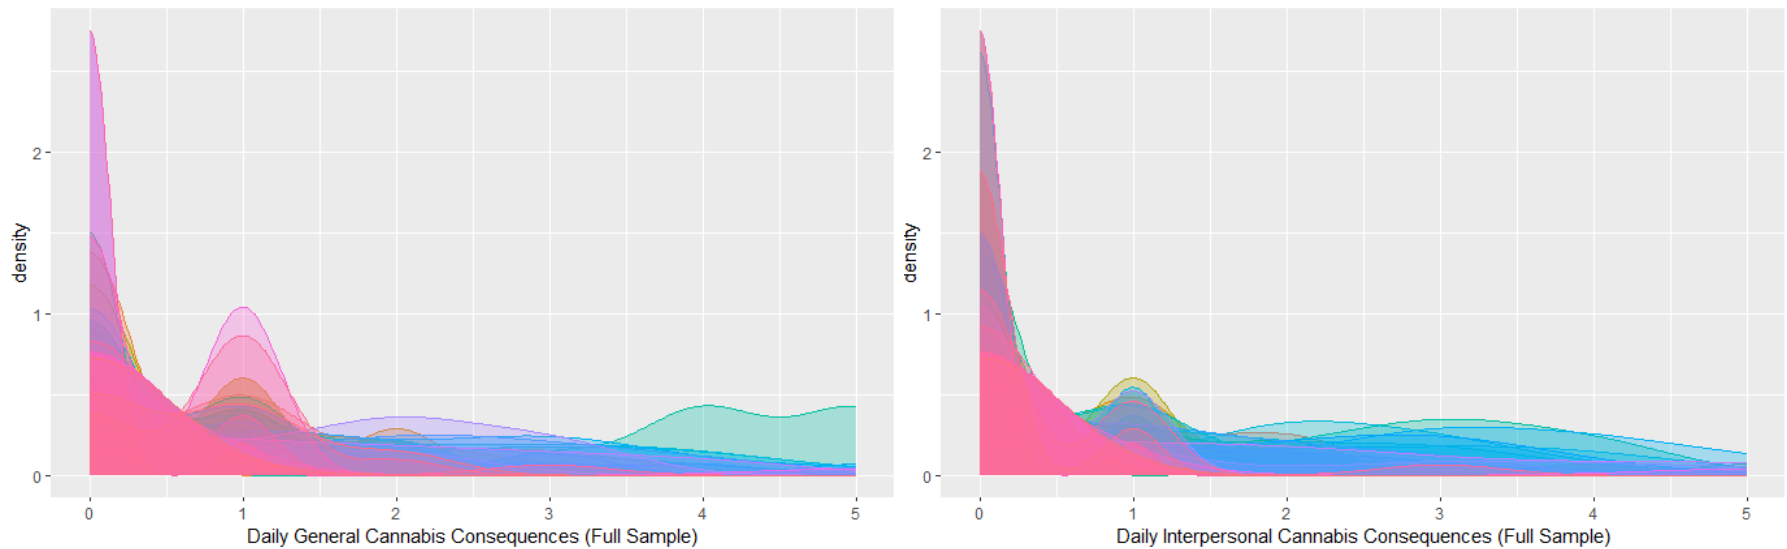 density
2
1
0
0 1 2 3 4 5
Daily General Cannabis Consequences (Full Sample)
density
2
1
0
0 1 2 3 4 5
Daily Interpersonal Cannabis Consequences (Full Sample)